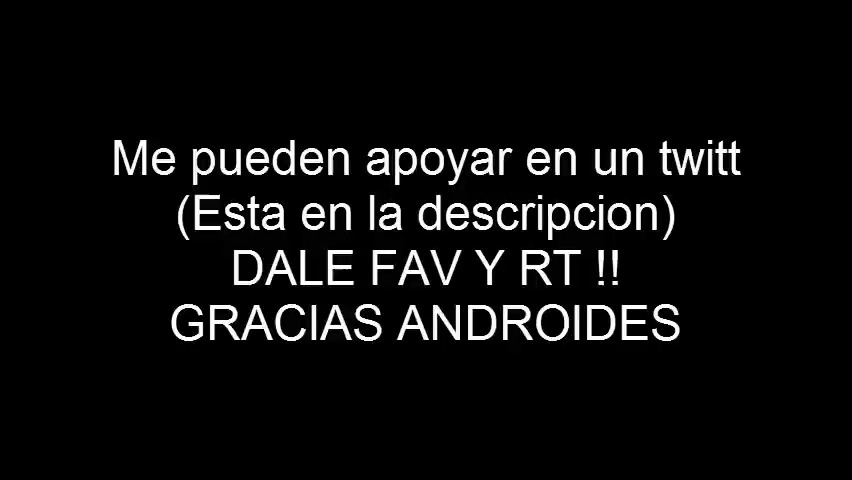 Me pueden apoyar en un twitt
(Esta en la descripcion)
DALE FAV Y RT !!
GRACIAS ANDROIDES